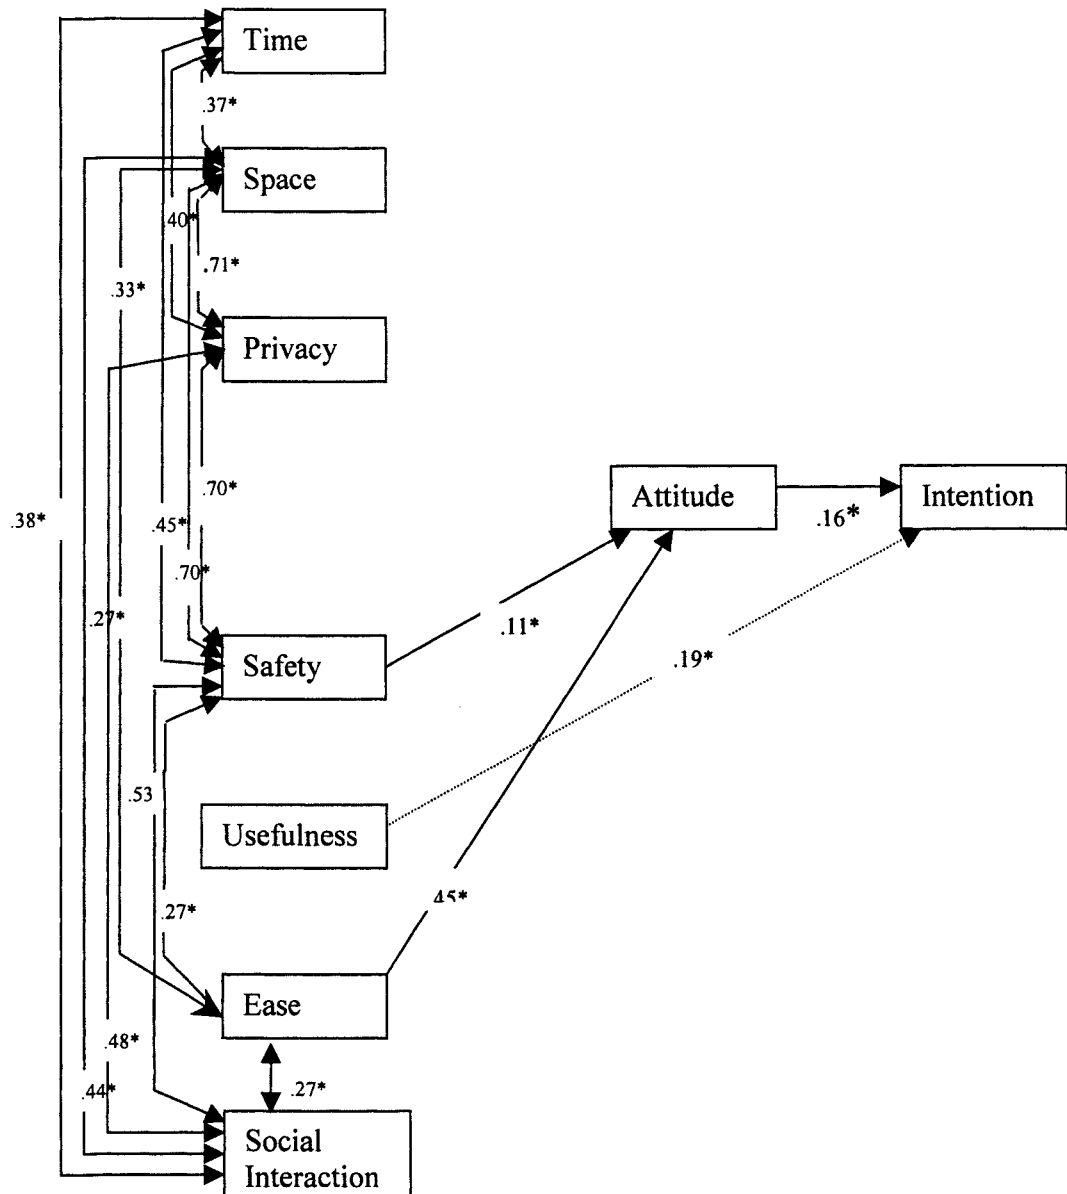 Time
.37*
Space
.40*
.71*
.33*
Privacy
.70*
Attitude
Intention
.38*
.45*
.16*
.70*
.27*
.11*
Safety
.19*
.53
Usefulness
.45*
.27*
Ease
.48*
.44*
.27*
Social
Interaction